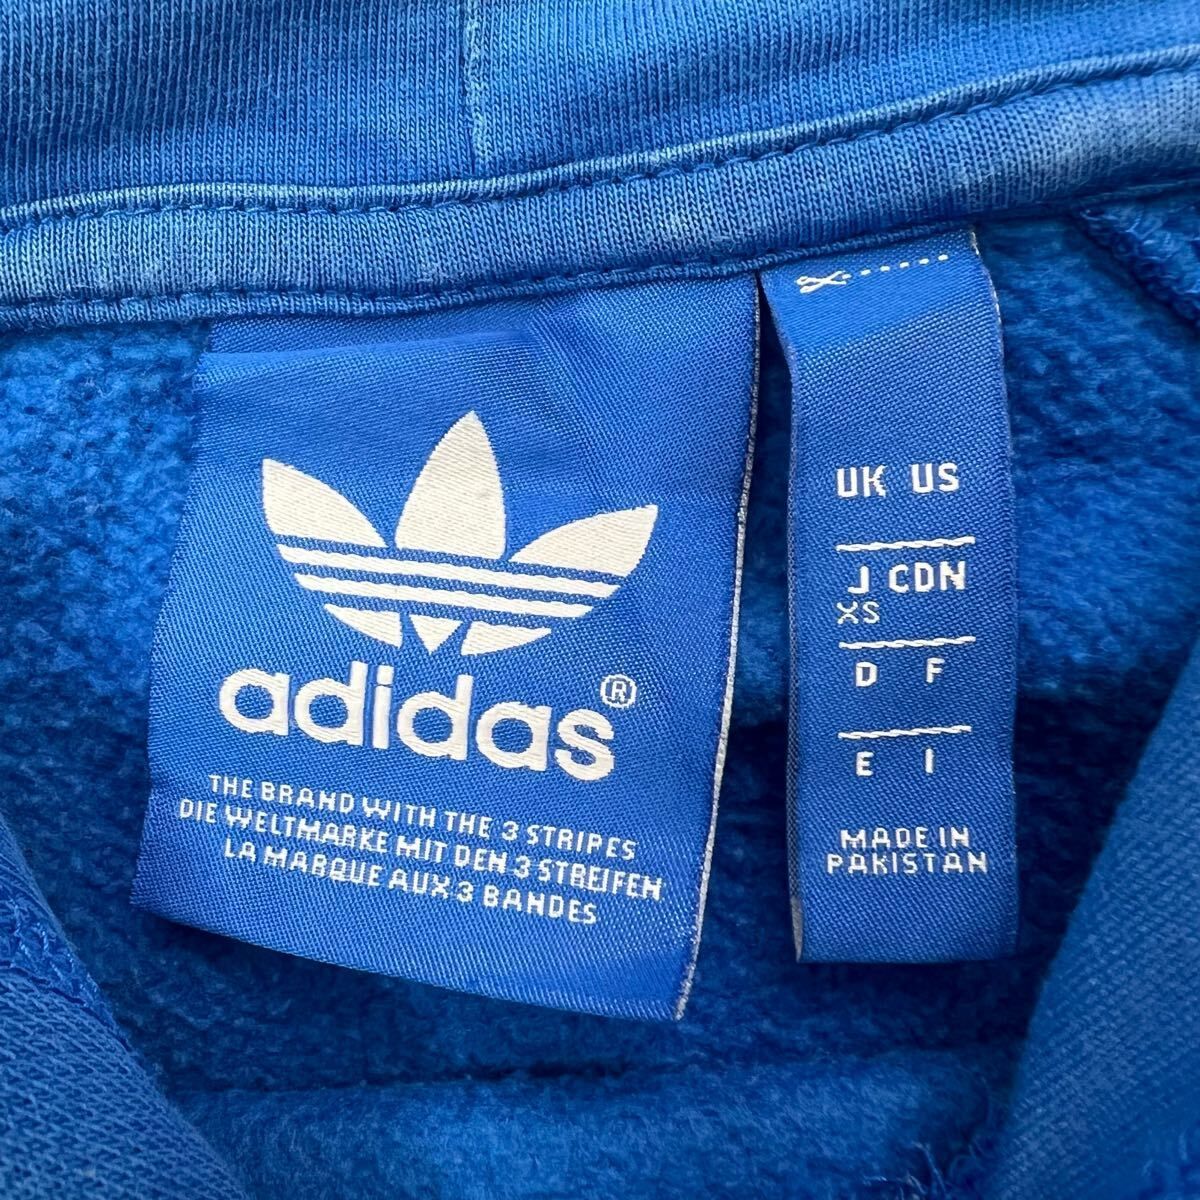 adidas®
THE BRAND WITH THE 3 STRIPES
DIE WELTMARKE MIT DEN 3 STREIFEN
LA MARQUE AUX 3 BANDES
UK US
J CDN
XS
D F
E I
MADE IN
PAKISTAN